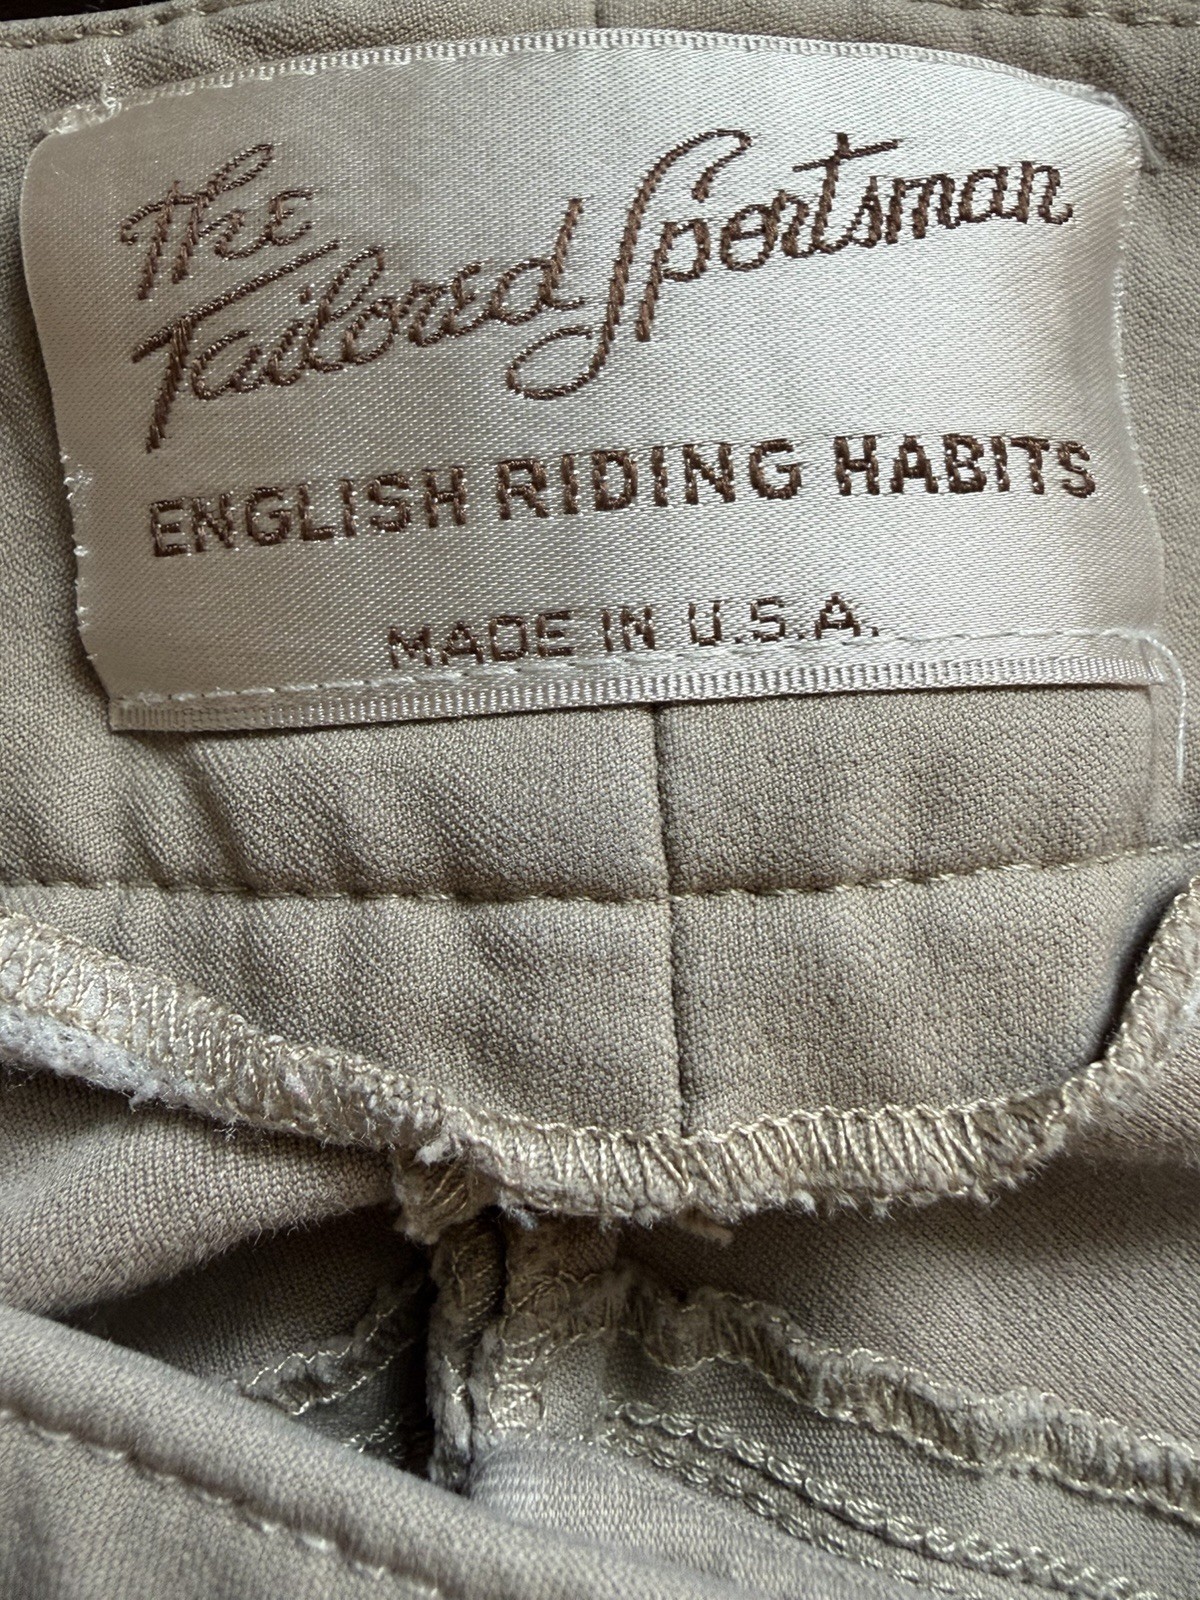 The
Tailored Sportsman
ENGLISH RIDING HABITS
MADE IN U.S.A.